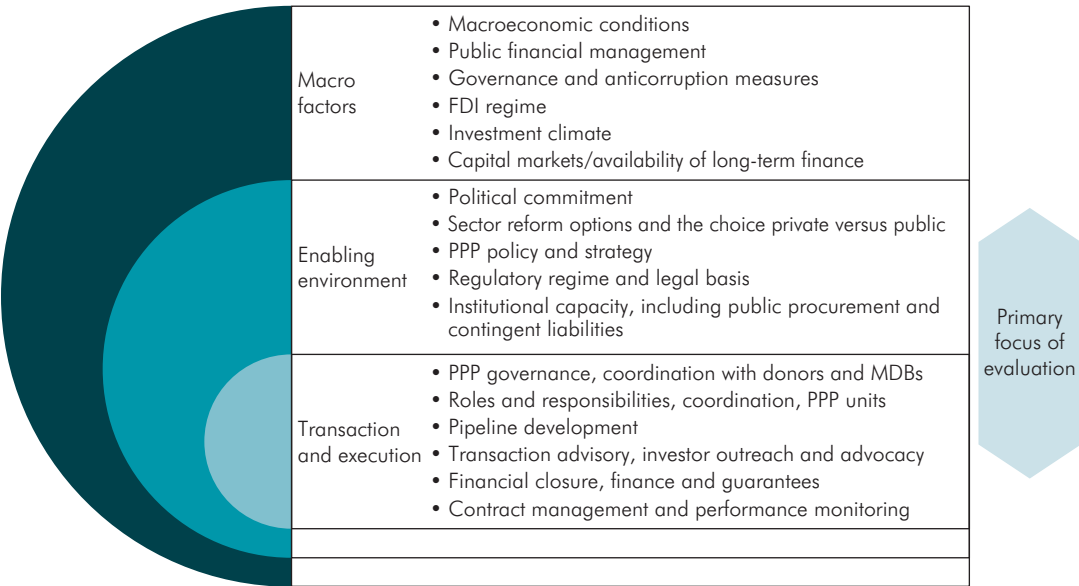 Macro
factors
• Macroeconomic conditions
• Public financial management
• Governance and anticorruption measures
• FDI regime
• Investment climate
• Capital markets/availability of long-term finance
Enabling
environment
• Political commitment
• Sector reform options and the choice private versus public
• PPP policy and strategy
• Regulatory regime and legal basis
• Institutional capacity, including public procurement and
contingent liabilities
Transaction
and execution
• PPP governance, coordination with donors and MDBs
• Roles and responsibilities, coordination, PPP units
• Pipeline development
• Transaction advisory, investor outreach and advocacy
• Financial closure, finance and guarantees
• Contract management and performance monitoring
Primary
focus of
evaluation